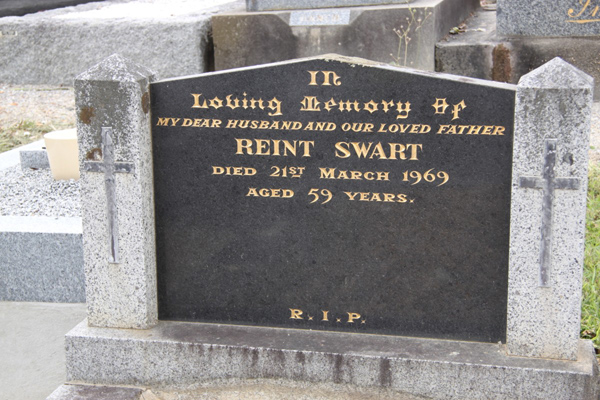 In
Loving Memory Of
MY DEAR HUSBAND AND OUR LOVED FATHER
REINT SWART
DIED 21ST MARCH 1969
AGED 59 YEARS.
R.I.P.